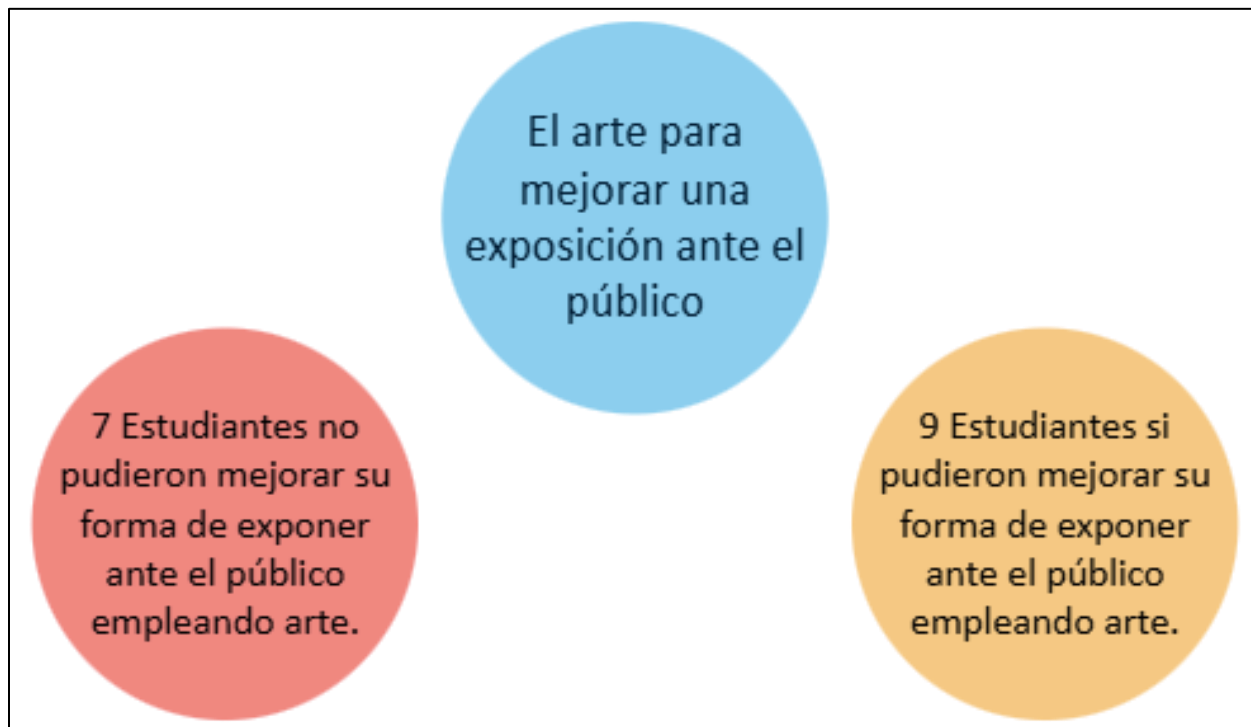 El arte para
mejorar una
exposición ante el
público
7 Estudiantes no
pudieron mejorar su
forma de exponer
ante el público
empleando arte.
9 Estudiantes si
pudieron mejorar su
forma de exponer
ante el público
empleando arte.